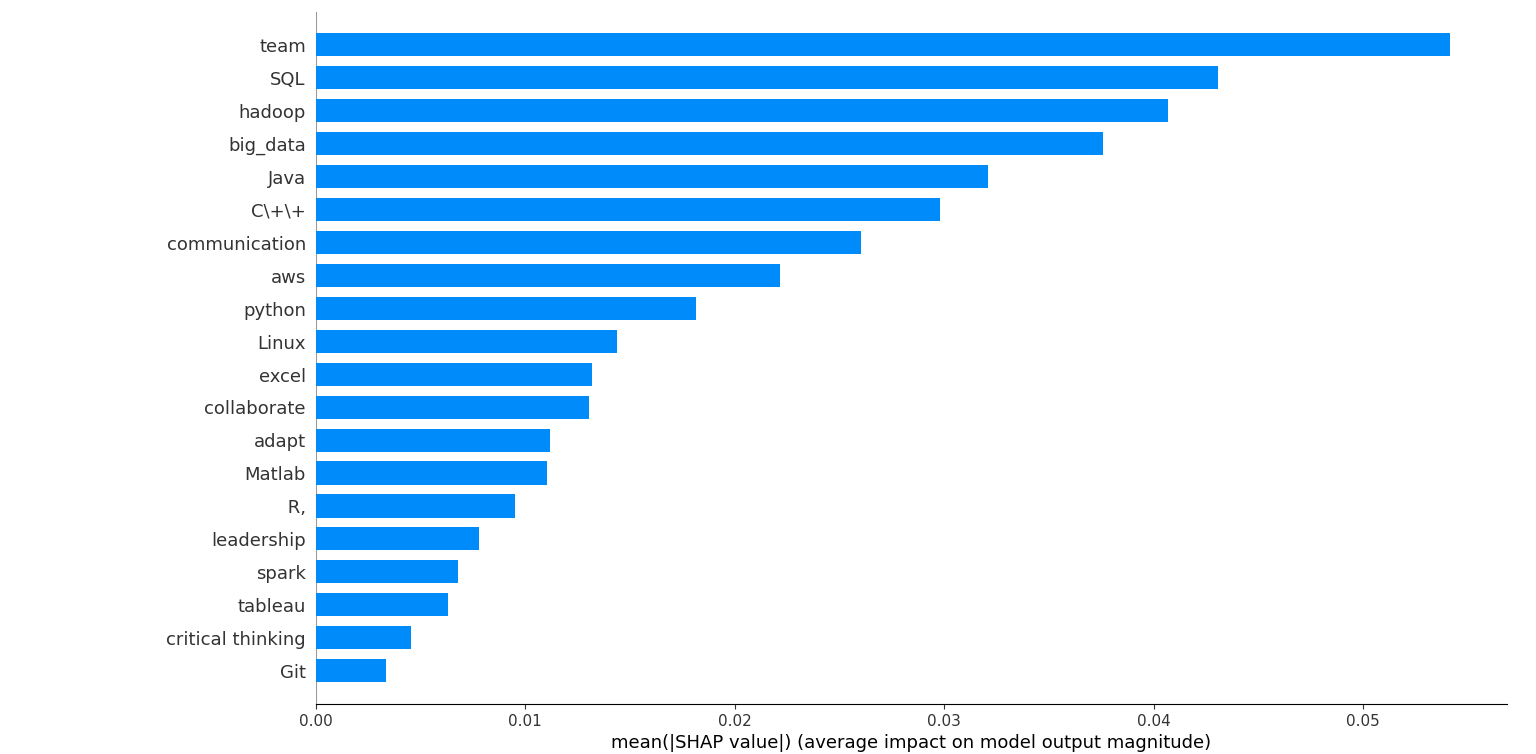 team
SQL
hadoop
big_data
Java
C\+\+
communication
aws
python
Linux
excel
collaborate
adapt
Matlab
R,
leadership
spark
tableau
critical thinking
Git
0.00 0.01 0.02 0.03 0.04 0.05
mean(|SHAP value|) (average impact on model output magnitude)